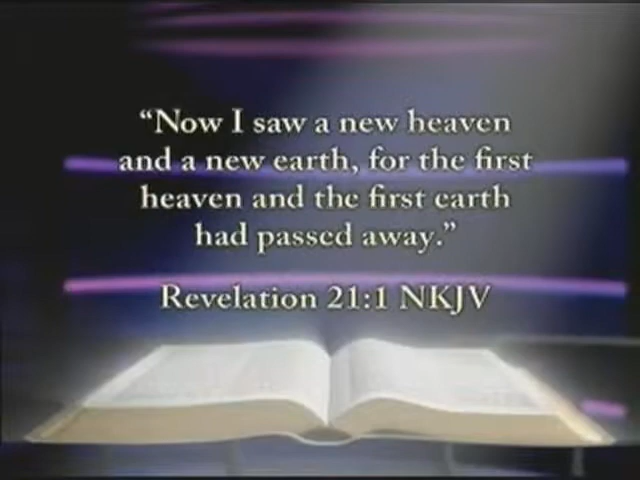 “Now I saw a new heaven
and a new earth, for the first
heaven and the first earth
had passed away.”
Revelation 21:1 NKJV